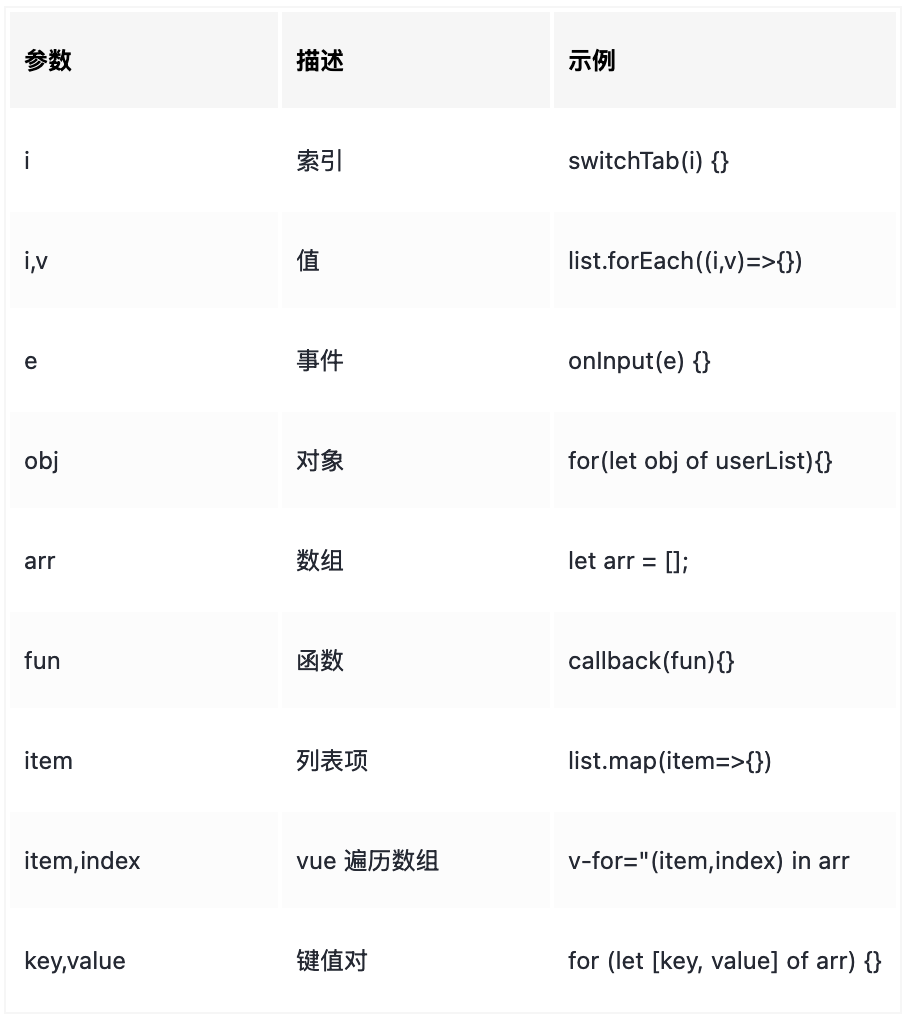 参数 描述 示例
i 索引 switchTab(i) {}
i,v 值 list.forEach((i,v)=>{})
e 事件 onInput(e) {}
obj 对象 for(let obj of userList){}
arr 数组 let arr = [];
fun 函数 callback(fun){}
item 列表项 list.map(item=>{})
item,index vue 遍历数组 v-for="(item,index) in arr
key,value 键值对 for (let [key, value] of arr) {}